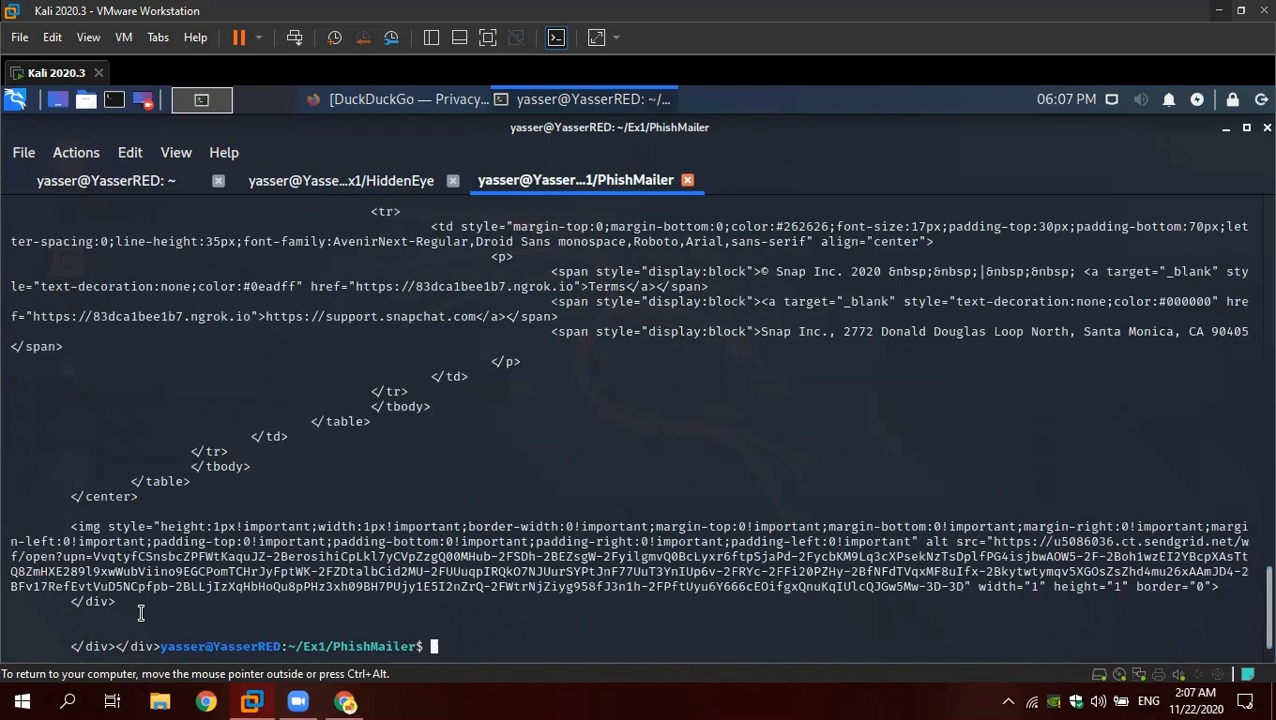 Kali 2020.3 - VMware Workstation
File Edit View VM Tabs Help
Kali 2020.3
[DuckDuckGo — Privacy... yasser@YasserRED: ~/... 06:07 PM
yasser@YasserRED: ~/Ex1/PhishMailer
File Actions Edit View Help
yasser@YasserRED: ~ yasser@Yasse...x1/HiddenEye yasser@Yasser...1/PhishMailer
<tr>
<td style="margin-top:0;margin-bottom:0;color:#262626;font-size:17px;padding-top:30px;padding-bottom:70px;let
ter-spacing:0;line-height:35px;font-family:AvenirNext-Regular,Droid Sans monospace,Roboto,Arial,sans-serif" align="center">
<p>
<span style="display:block">© Snap Inc. 2020 &nbsp;&nbsp;|&nbsp;&nbsp; <a target="_blank" sty
le="text-decoration:none;color:#0eadff" href="https://83dca1bee1b7.ngrok.io">Terms</a></span>
<span style="display:block"><a target="_blank" style="text-decoration:none;color:#000000" hre
f="https://83dca1bee1b7.ngrok.io">https://support.snapchat.com</a></span>
<span style="display:block">Snap Inc., 2772 Donald Douglas Loop North, Santa Monica, CA 90405
</span>
</p>
</td>
</tr>
</tbody>
</table>
</td>
</tr>
</tbody>
</table>
</center>
<img style="height:1px!important;width:1px!important;border-width:0!important;margin-top:0!important;margin-bottom:0!important;margin-right:0!important;margi
n-left:0!important;padding-top:0!important;padding-bottom:0!important;padding-right:0!important;padding-left:0!important" alt src="https://u5086036.ct.sendgrid.net/w
</div>
</div></div>yasser@YasserRED:~/Ex1/PhishMailer$
To return to your computer, move the mouse pointer outside or press Ctrl+Alt.
ENG 2:07 AM
11/22/2020